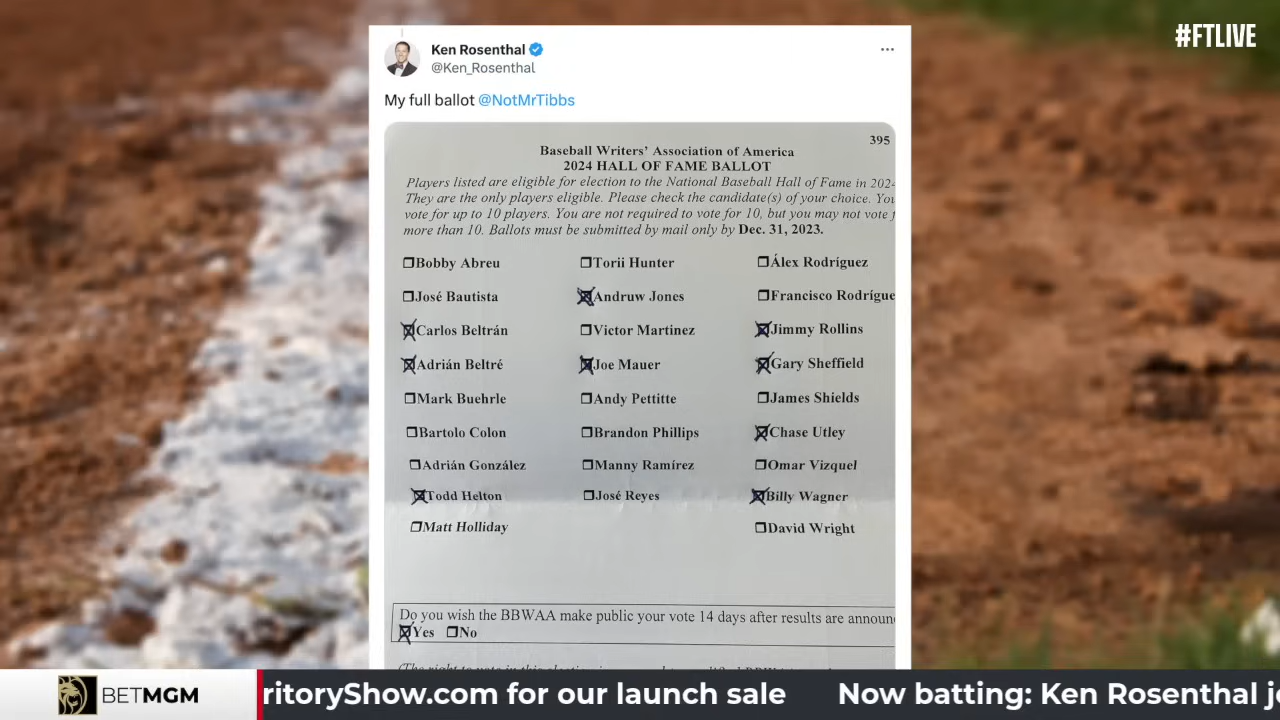 #FTLIVE
Ken Rosenthal
@Ken_Rosenthal
My full ballot @NotMrTibbs
395
Baseball Writers' Association of America
2024 HALL OF FAME BALLOT
Players listed are eligible for election to the National Baseball Hall of Fame in 202
They are the only players eligible. Please check the candidate(s) of your choice. You
vote for up to 10 players. You are not required to vote for 10, but you may not vote
more than 10. Ballots must be submitted by mail only by Dec. 31, 2023.
Bobby Abreu
José Bautista
Carlos Beltrán
Adrián Beltré
Mark Buehrle
Bartolo Colon
Adrián González
Todd Helton
Matt Holliday
Torii Hunter
Andruw Jones
Victor Martinez
Joe Mauer
Andy Pettitte
Brandon Phillips
Manny Ramírez
José Reyes
Álex Rodríguez
Francisco Rodrígue
Jimmy Rollins
Gary Sheffield
James Shields
Chase Utley
Omar Vizquel
Billy Wagner
David Wright
Do you wish the BBWAA make public your vote 14 days after results are announ
Yes No
BETMGM
ritoryShow.com for our launch sale Now batting: Ken Rosenthal j